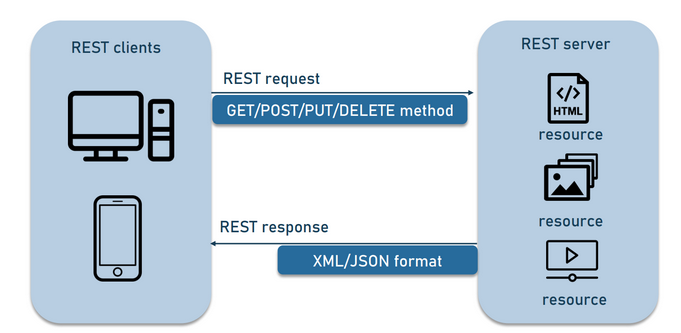 REST clients
REST server
REST request
GET/POST/PUT/DELETE method
</>
HTML
resource
resource
REST response
XML/JSON format
resource